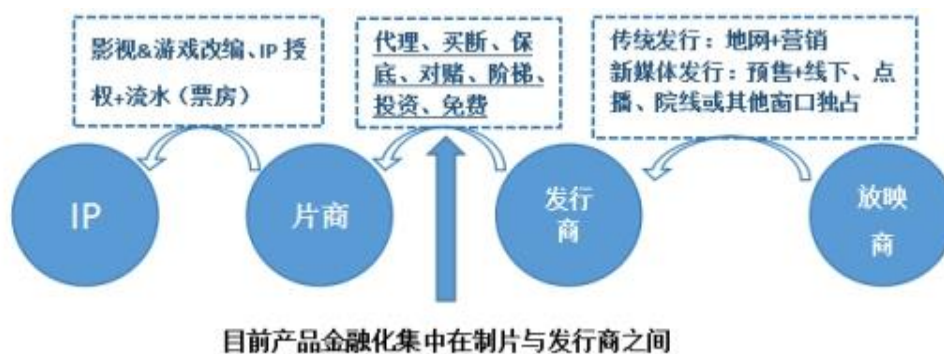 影视&游戏改编、IP 授
权+流水（票房）
代理、买断、保
底、对赌、阶梯、
投资、免费
传统发行：地网+营销
新媒体发行：预售+线下、点
播、院线或其他窗口独占
IP
片商
发行
商
放映
商
目前产品金融化集中在制片与发行商之间